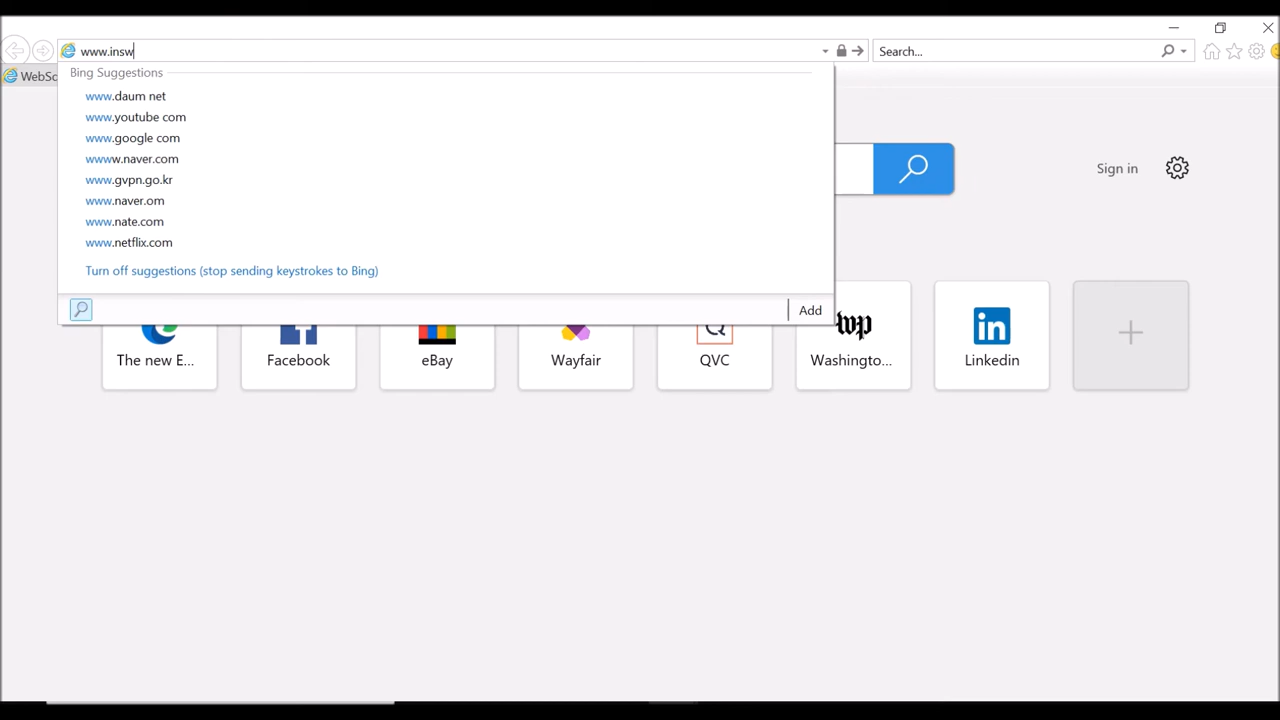 www.insw
Search...
WebSc
Bing Suggestions
www.daum net
www.youtube com
www.google com
wwww.naver.com
www.gvpn.go.kr
www.naver.om
www.nate.com
www.netflix.com
Turn off suggestions (stop sending keystrokes to Bing)
Add
Sign in
The new E...
Facebook
eBay
Wayfair
QVC
wp
Washingto...
in
Linkedin